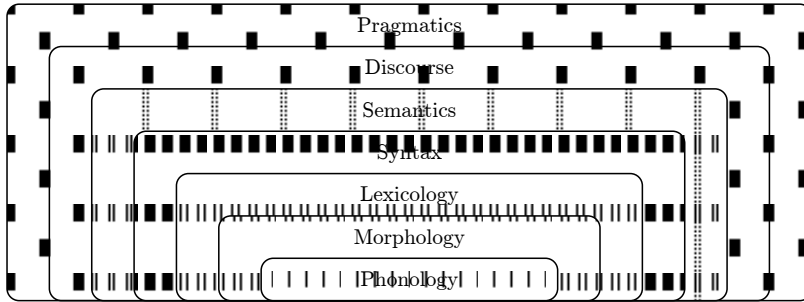 Pragmatics
Discourse
Semantics
Syntax
Lexicology
Morphology
Phonology